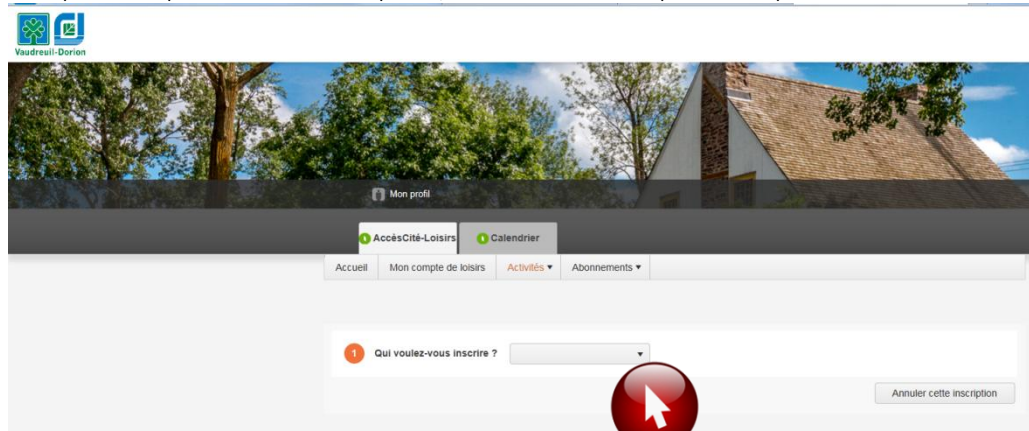 Vaudreuil-Dorion
Mon profil
AccèsCité-Loisirs Calendrier
Accueil Mon compte de loisirs Activités ▾ Abonnements ▾
1 Qui voulez-vous inscrire ?
Annuler cette inscription